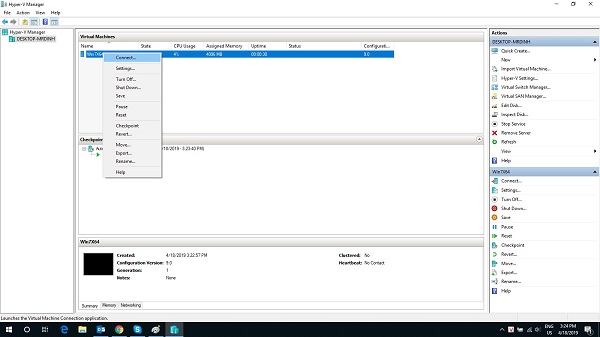 Hyper-V Manager
File Action View Help
Hyper-V Manager
DESKTOP-MRDINH
Virtual Machines
Name State CPU Usage Assigned Memory Uptime Status Configurati...
Win7X64 4% 4096 MB 00:00:30 9.0
Connect...
Settings...
Turn Off...
Shut Down...
Save
Pause
Reset
Checkpoint
Revert...
Move...
Export...
Rename...
Help
Checkpoint
Auto
/18/2019 - 3:23:40 PM)
Win7X64
Created: 4/18/2019 3:22:57 PM
Configuration Version: 9.0
Generation: 1
Notes: None
Clustered: No
Heartbeat: No Contact
Summary Memory Networking
Actions
DESKTOP-MRDINH
Quick Create...
New
Import Virtual Machine...
Hyper-V Settings...
Virtual Switch Manager...
Virtual SAN Manager...
Edit Disk...
Inspect Disk...
Stop Service
Remove Server
Refresh
View
Help
Win7X64
Connect...
Settings...
Turn Off...
Shut Down...
Save
Pause
Reset
Checkpoint
Revert...
Move...
Export...
Rename...
Help
Launches the Virtual Machine Connection application.
ENG
US
3:24 PM
4/18/2019